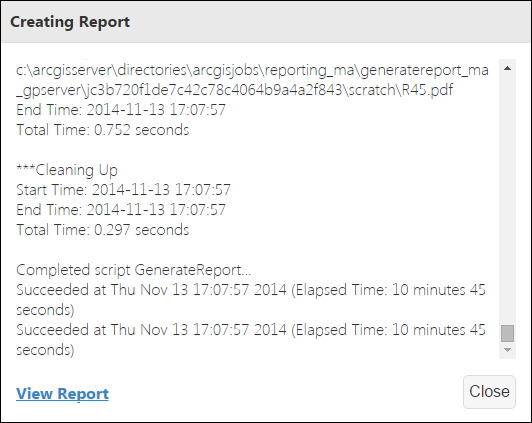 Creating Report
c:\arcgisserver\directories\arcgisjobs\reporting_ma\generatereport_ma
_gpserver\jc3b720f1de7c42c78c4064b9a4a2f843\scratch\R45.pdf
End Time: 2014-11-13 17:07:57
Total Time: 0.752 seconds
***Cleaning Up
Start Time: 2014-11-13 17:07:57
End Time: 2014-11-13 17:07:57
Total Time: 0.297 seconds
Completed script GenerateReport...
Succeeded at Thu Nov 13 17:07:57 2014 (Elapsed Time: 10 minutes 45
seconds)
Succeeded at Thu Nov 13 17:07:57 2014 (Elapsed Time: 10 minutes 45
seconds)
View Report
Close